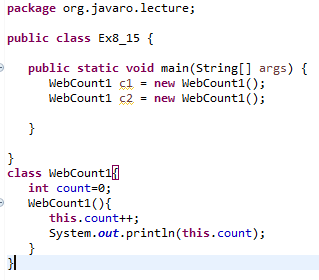 package org.javaro.lecture;
public class Ex8_15 {
public static void main(String[] args) {
WebCount1 c1 = new WebCount1();
WebCount1 c2 = new WebCount1();
}
}
class WebCount1{
int count=0;
WebCount1(){
this.count++;
System.out.println(this.count);
}
}